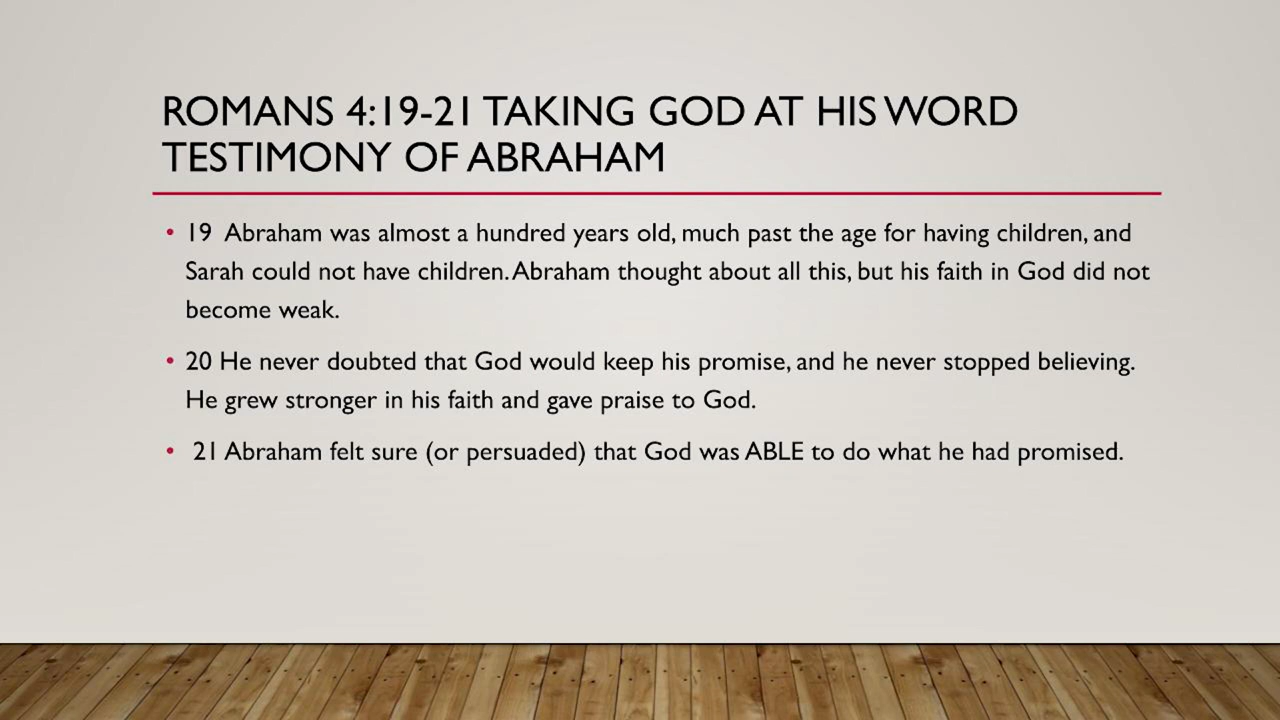 ROMANS 4:19-21 TAKING GOD AT HIS WORD
TESTIMONY OF ABRAHAM
• 19 Abraham was almost a hundred years old, much past the age for having children, and
Sarah could not have children. Abraham thought about all this, but his faith in God did not
become weak.
• 20 He never doubted that God would keep his promise, and he never stopped believing.
He grew stronger in his faith and gave praise to God.
• 21 Abraham felt sure (or persuaded) that God was ABLE to do what he had promised.